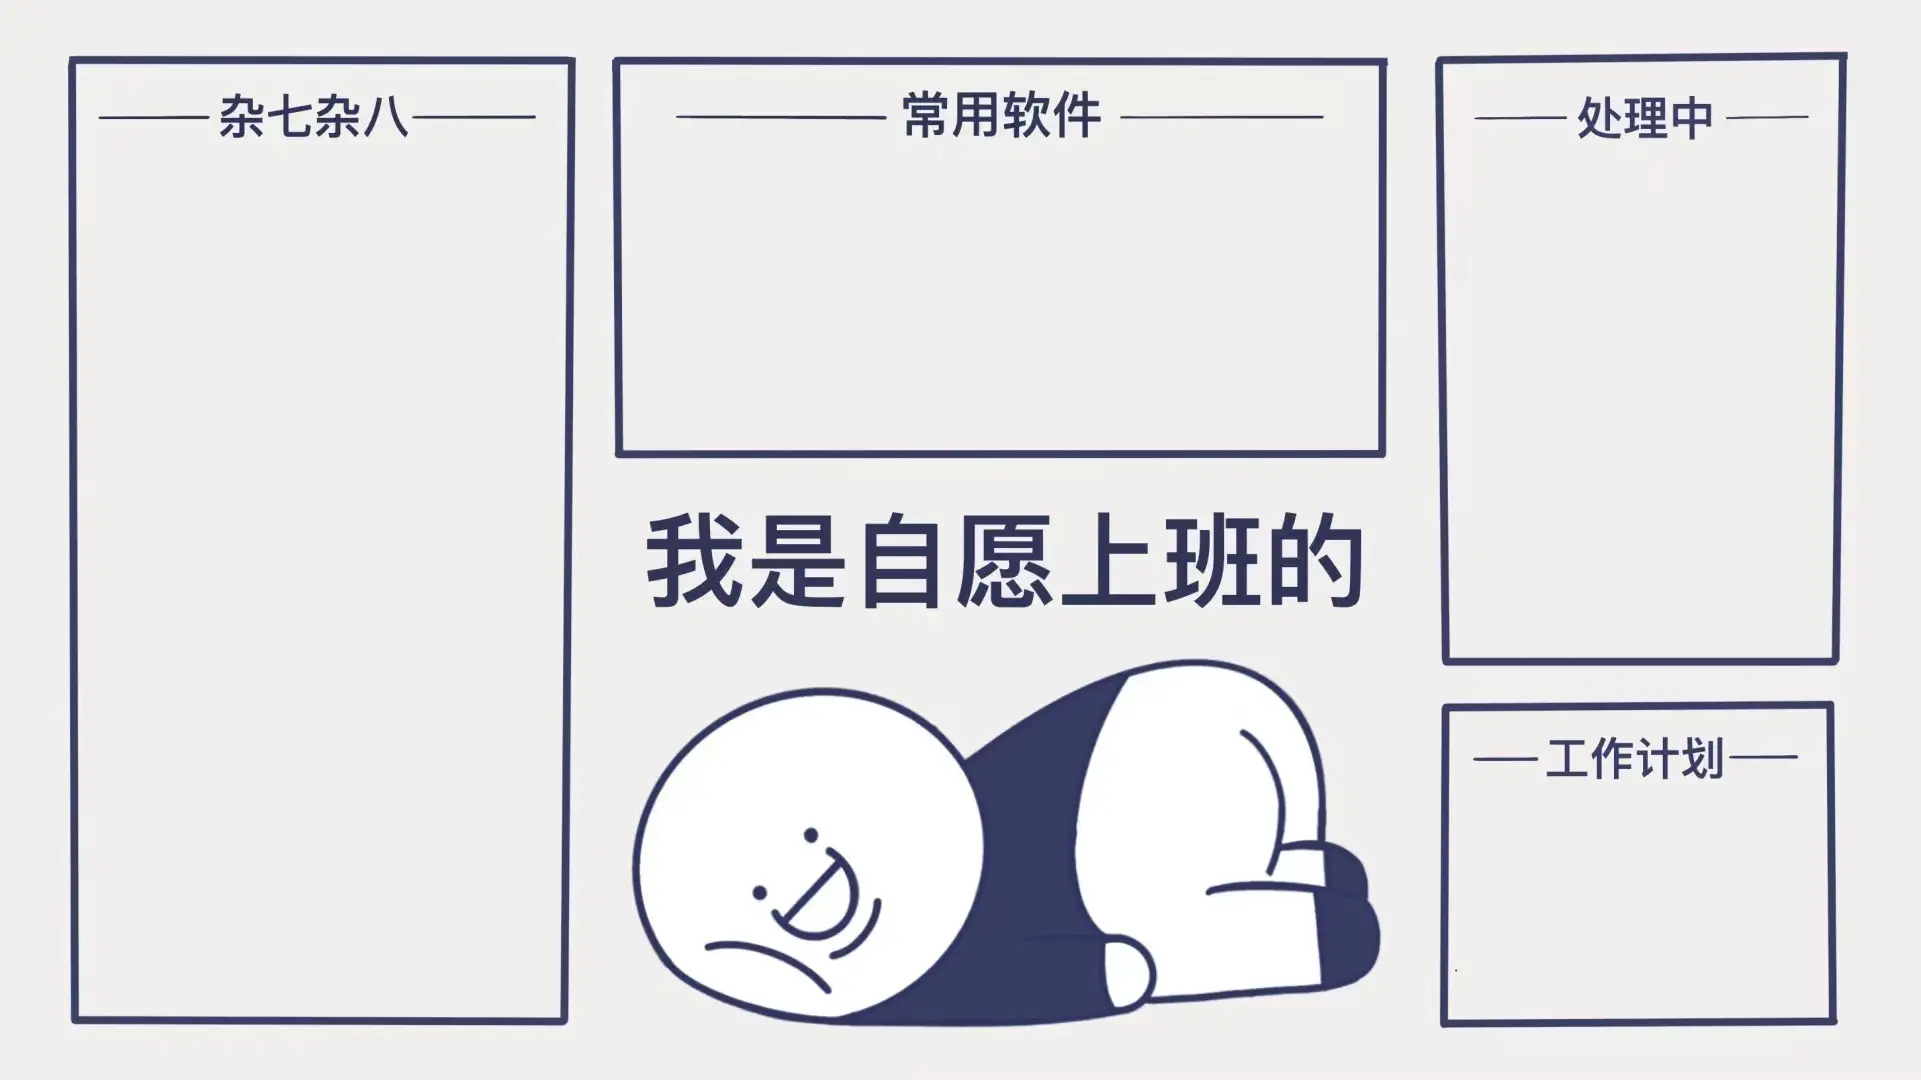 杂七杂八
常用软件
处理中
我是自愿上班的
工作计划